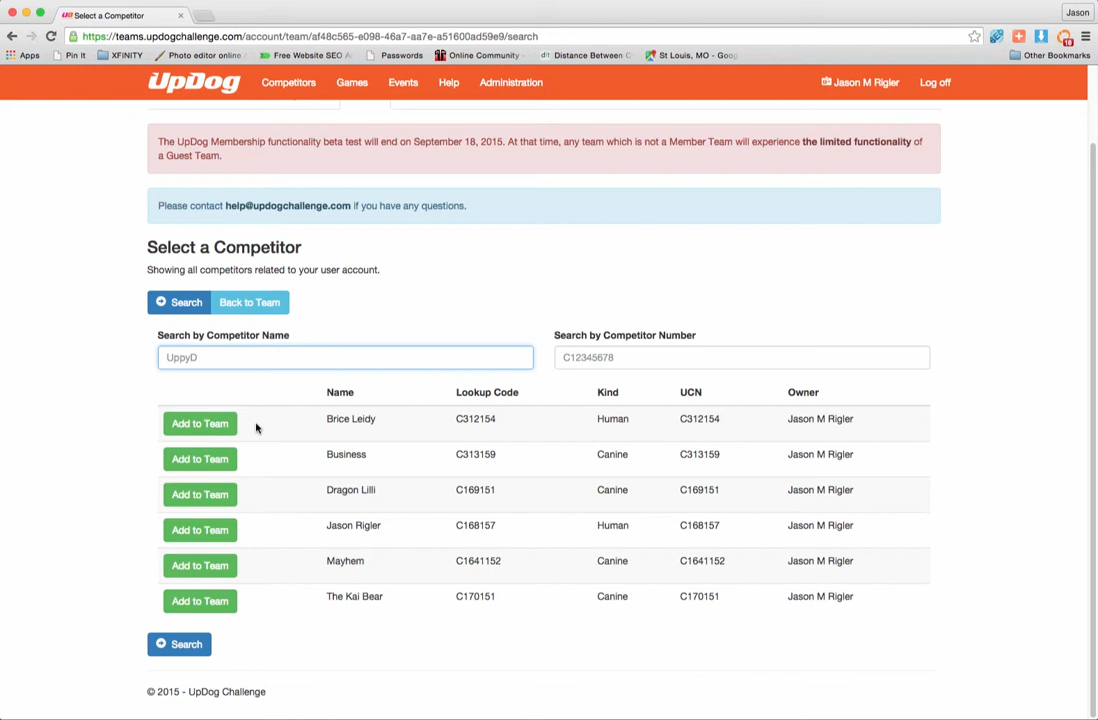 Select a Competitor
Jason
https://teams.updogchallenge.com/account/team/af48c565-e098-46a7-aa7e-a51600ad59e9/search
Apps Pin It XFINITY Photo editor online Free Website SEO Passwords Online Community Distance Between St Louis, MO - Goog Other Bookmarks
UpDog Competitors Games Events Help Administration Jason M Rigler Log off
The UpDog Membership functionality beta test will end on September 18, 2015. At that time, any team which is not a Member Team will experience the limited functionality of
a Guest Team.
Please contact help@updogchallenge.com if you have any questions.
Select a Competitor
Showing all competitors related to your user account.
Search Back to Team
Search by Competitor Name Search by Competitor Number
UppyD C12345678
Name Lookup Code Kind UCN Owner
Add to Team Brice Leidy C312154 Human C312154 Jason M Rigler
Add to Team Business C313159 Canine C313159 Jason M Rigler
Add to Team Dragon Lilli C169151 Canine C169151 Jason M Rigler
Add to Team Jason Rigler C168157 Human C168157 Jason M Rigler
Add to Team Mayhem C1641152 Canine C1641152 Jason M Rigler
Add to Team The Kai Bear C170151 Canine C170151 Jason M Rigler
Search
© 2015 - UpDog Challenge